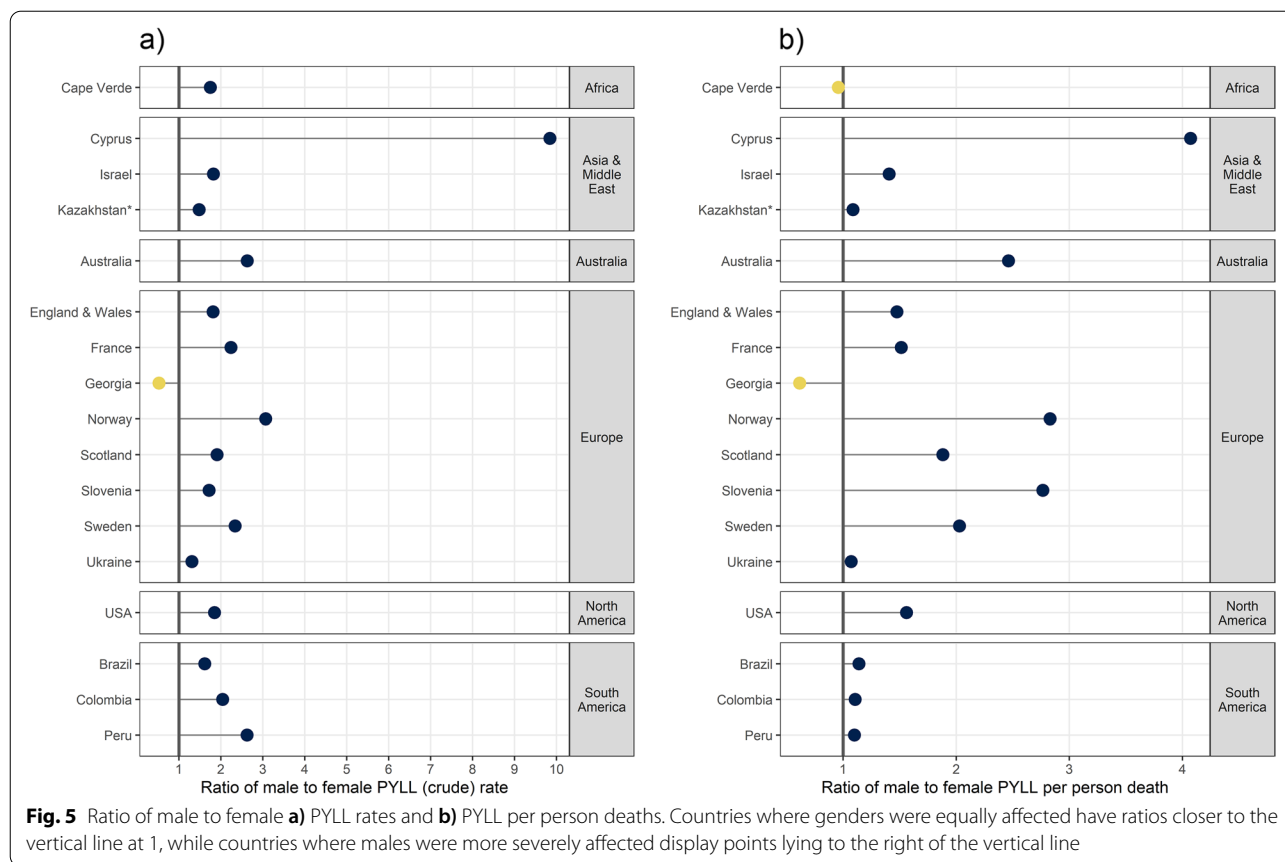 a)
Cape Verde
Africa
Cyprus
Israel
Kazakhstan*
Asia &
Middle
East
Australia
Australia
England & Wales
France
Georgia
Norway
Scotland
Slovenia
Sweden
Ukraine
Europe
USA
North
America
Brazil
Colombia
Peru
South
America
1 2 3 4 5 6 7 8 9 10
Ratio of male to female PYLL (crude) rate
b)
Cape Verde
Africa
Cyprus
Israel
Kazakhstan*
Asia &
Middle
East
Australia
Australia
England & Wales
France
Georgia
Norway
Scotland
Slovenia
Sweden
Ukraine
Europe
USA
North
America
Brazil
Colombia
Peru
South
America
1 2 3 4
Ratio of male to female PYLL per person death
Fig. 5 Ratio of male to female a) PYLL rates and b) PYLL per person deaths. Countries where genders were equally affected have ratios closer to the
vertical line at 1, while countries where males were more severely affected display points lying to the right of the vertical line